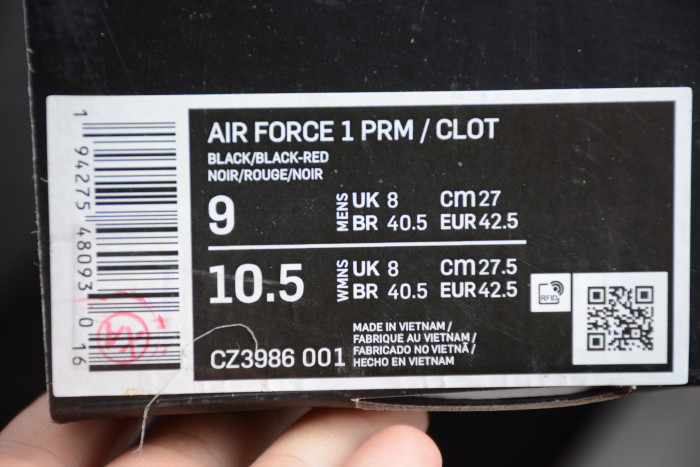 AIR FORCE 1 PRM / CLOT
BLACK/BLACK-RED
NOIR/ROUGE/NOIR
9
MENS
UK 8 cm 27
BR 40.5 EUR 42.5
10.5
WMNS
UK 8 cm 27.5
BR 40.5 EUR 42.5
RFID
CZ3986 001
MADE IN VIETNAM /
FABRIQUE AU VIETNAM /
FABRICADO NO VIETNÃ /
HECHO EN VIETNAM
1 94275 48093 0 16